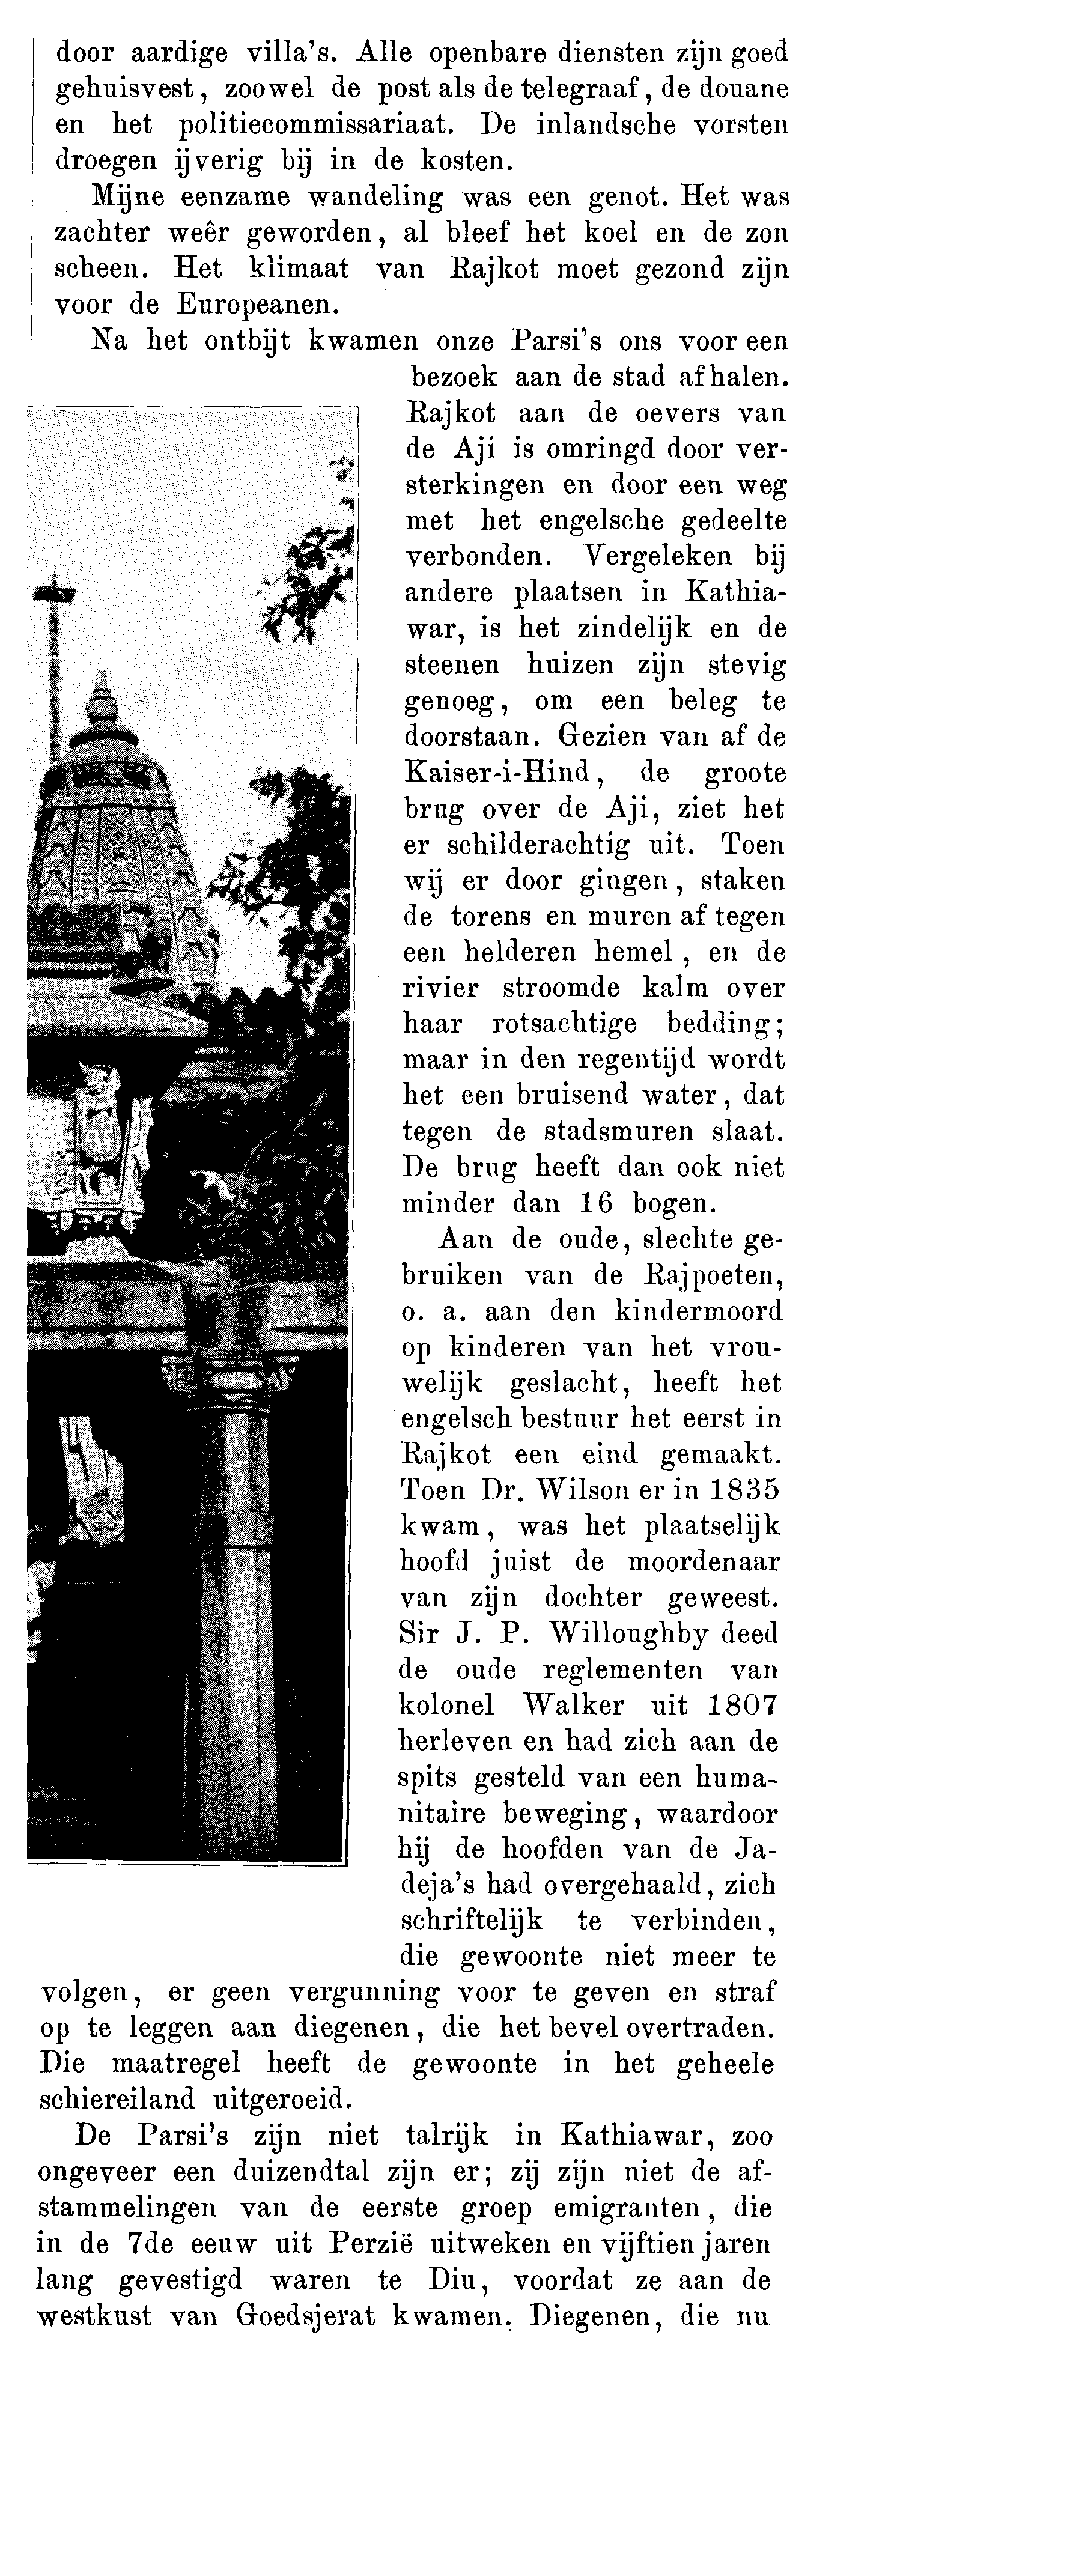 door aardige villa's. Alle openbare diensten zijn goed
gehuisvest, zoowel de post als de telegraaf, de douane
en het politiecommissariaat. De inlandsche vorsten
droegen ijverig bij in de kosten.
Mijne eenzame wandeling was een genot. Het was
zachter weêr geworden, al bleef het koel en de zon
scheen. Het klimaat van Rajkot moet gezond zijn
voor de Europeanen.
Na het ontbijt kwamen onze Parsi's ons voor een
bezoek aan de stad afhalen.
Rajkot aan de oevers van
de Aji is omringd door ver-
sterkingen en door een weg
met het engelsche gedeelte
verbonden. Vergeleken bij
andere plaatsen in Kathia-
war, is het zindelijk en de
steenen huizen zijn stevig
genoeg, om een beleg te
doorstaan. Gezien van af de
Kaiser-i-Hind, de groote
brug over de Aji, ziet het
er schilderachtig uit. Toen
wij er door gingen, staken
de torens en muren af tegen
een helderen hemel, en de
rivier stroomde kalm over
haar rotsachtige bedding;
maar in den regentijd wordt
het een bruisend water, dat
tegen de stadsmuren slaat.
De brug heeft dan ook niet
minder dan 16 bogen.
Aan de oude, slechte ge-
bruiken van de Rajpoeten,
o. a. aan den kindermoord
op kinderen van het vrou-
welijk geslacht, heeft het
engelsch bestuur het eerst in
Rajkot een eind gemaakt.
Toen Dr. Wilson er in 1835
kwam, was het plaatselijk
hoofd juist de moordenaar
van zijn dochter geweest.
Sir J. P. Willoughby deed
de oude reglementen van
kolonel Walker uit 1807
herleven en had zich aan de
spits gesteld van een huma-
nitaire beweging, waardoor
hij de hoofden van de Ja-
deja's had overgehaald, zich
schriftelijk te verbinden,
die gewoonte niet meer te
volgen, er geen vergunning voor te geven en straf
op te leggen aan diegenen, die het bevel overtraden.
Die maatregel heeft de gewoonte in het geheele
schiereiland uitgeroeid.
De Parsi's zijn niet talrijk in Kathiawar, zoo
ongeveer een duizendtal zijn er; zij zijn niet de af-
stammelingen van de eerste groep emigranten, die
in de 7de eeuw uit Perzië uitweken en vijftien jaren
lang gevestigd waren te Diu, voordat ze aan de
westkust van Goedsjerat kwamen. Diegenen, die nu